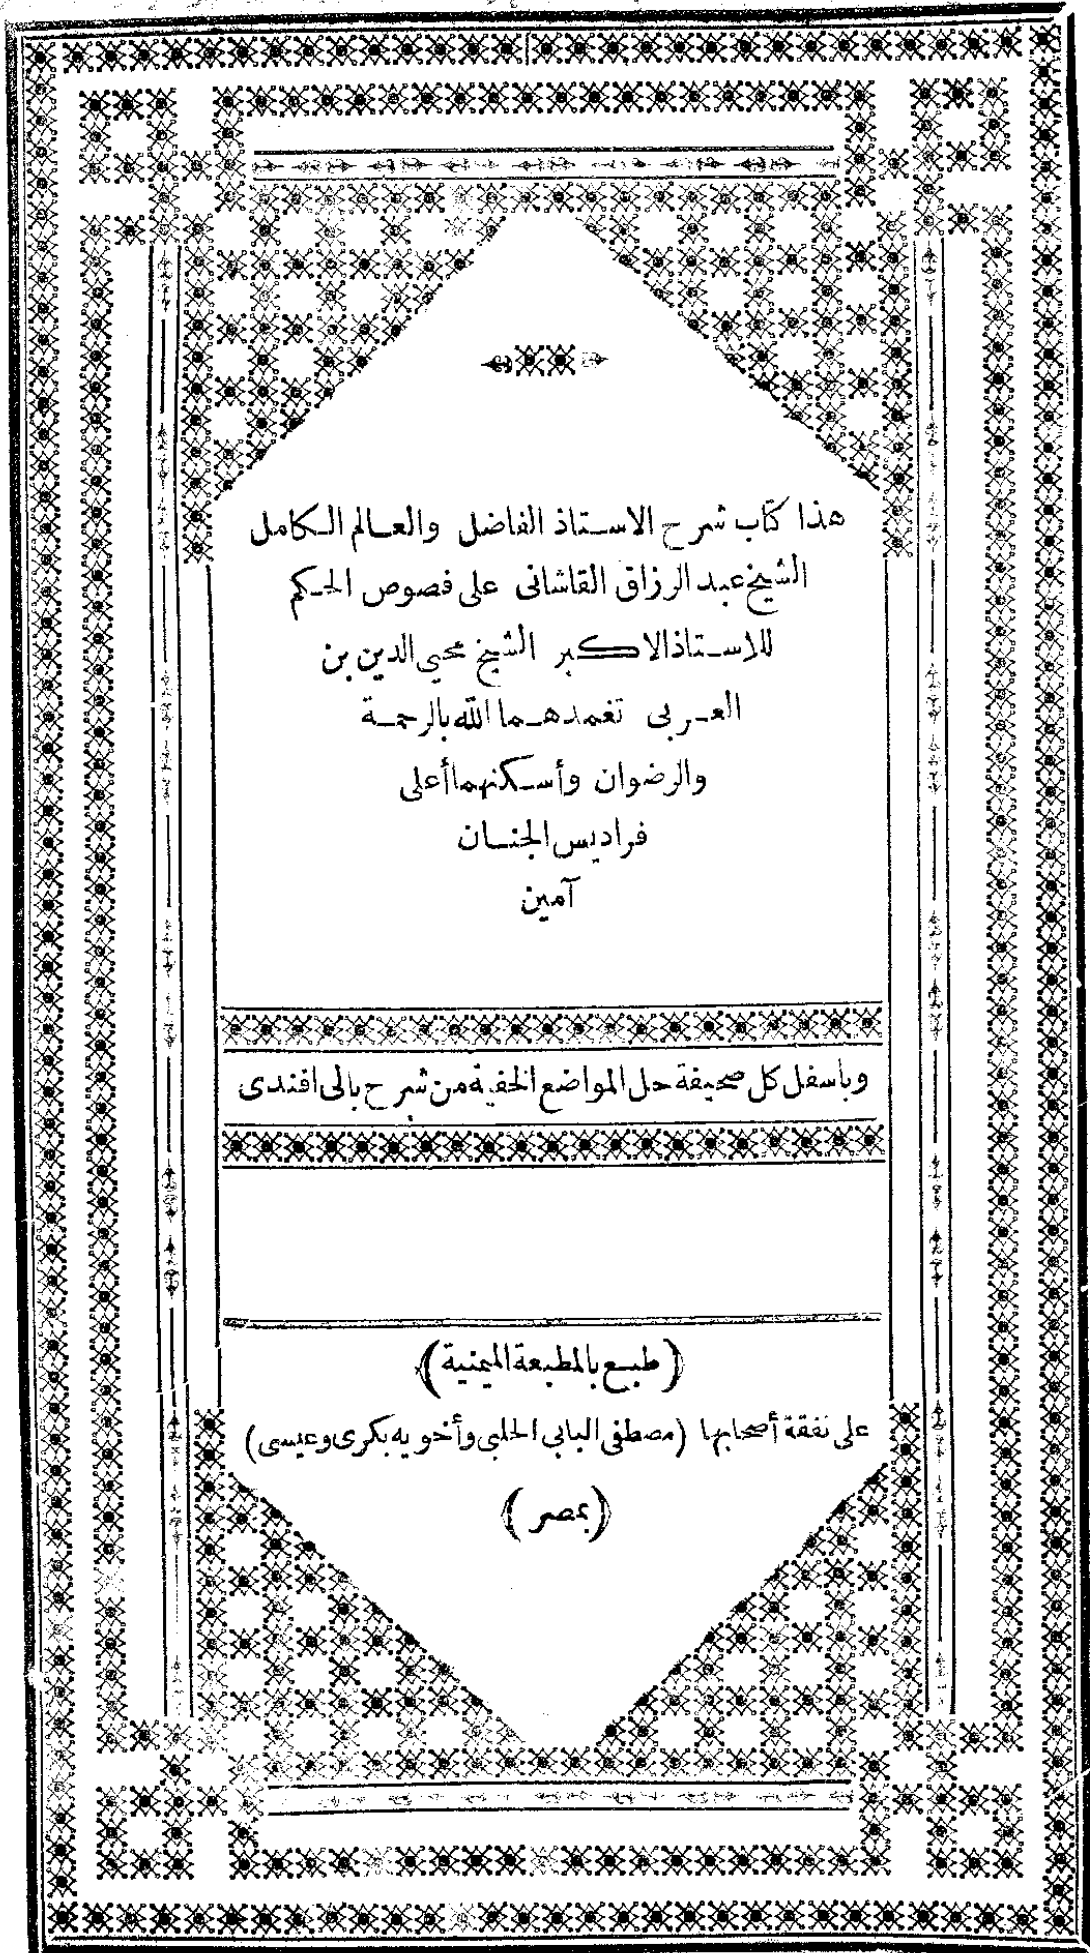 هذا كتاب شرح الاستاذ الفاضل والعالم الكامل
الشيخ عبد الرزاق القاشانى على فصوص الحكم
للاستاذ الاكبر الشيخ محيى الدين بن
العربى تغمدهما الله بالرحمة
والرضوان وأسكنهما أعلى
فراديس الجنان
آمين
وباسفل كل صحيفة حل المواضع الخفية من شرح بالى افندى
(طبع بالمطبعة الميمنية)
على نفقة أصحابها (مصطفى البابى الحلبى وأخويه بكرى وعيسى)
(بمصر)